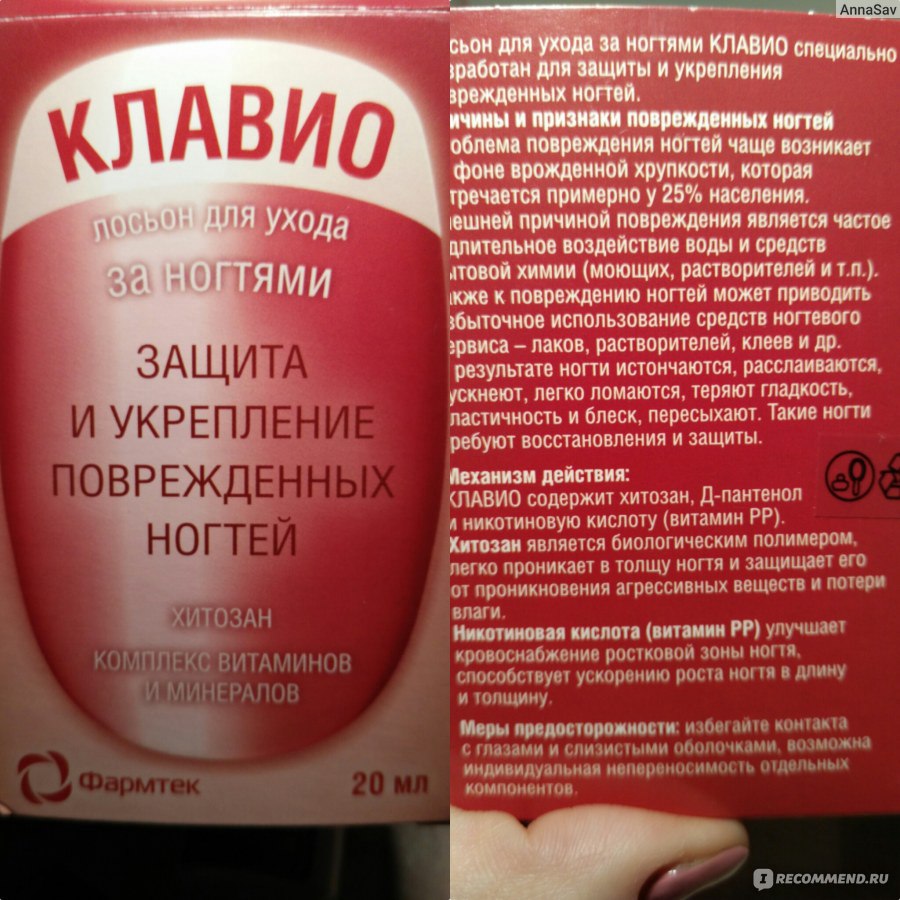 КЛАВИО
лосьон для ухода
за ногтями
ЗАЩИТА
И УКРЕПЛЕНИЕ
ПОВРЕЖДЕННЫХ
НОГТЕЙ
ХИТОЗАН
КОМПЛЕКС ВИТАМИНОВ
И МИНЕРАЛОВ
Фармтек
20 мл
AnnaSav
осьон для ухода за ногтями КЛАВИО специально
зработан для защиты и укрепления
врежденных ногтей.
ичины и признаки поврежденных ногтей
облема повреждения ногтей чаще возникает
фоне врожденной хрупкости, которая
тречается примерно у 25% населения.
ешней причиной повреждения является частое
длительное воздействие воды и средств
ытовой химии (моющих, растворителей и т.п.).
акже к повреждению ногтей может приводить
збыточное использование средств ногтевого
ервиса – лаков, растворителей, клеев и др.
результате ногти истончаются, расслаиваются,
ускнеют, легко ломаются, теряют гладкость,
ластичность и блеск, пересыхают. Такие ногти
ребуют восстановления и защиты.
Механизм действия:
КЛАВИО содержит хитозан, Д-пантенол
и никотиновую кислоту (витамин РР).
Хитозан является биологическим полимером,
легко проникает в толщу ногтя и защищает его
от проникновения агрессивных веществ и потери
влаги.
Никотиновая кислота (витамин РР) улучшает
кровоснабжение ростковой зоны ногтя,
способствует ускорению роста ногтя в длину
и толщину.
Меры предосторожности: избегайте контакта
с глазами и слизистыми оболочками, возможна
индивидуальная непереносимость отдельных
компонентов.
IRECOMMEND.RU